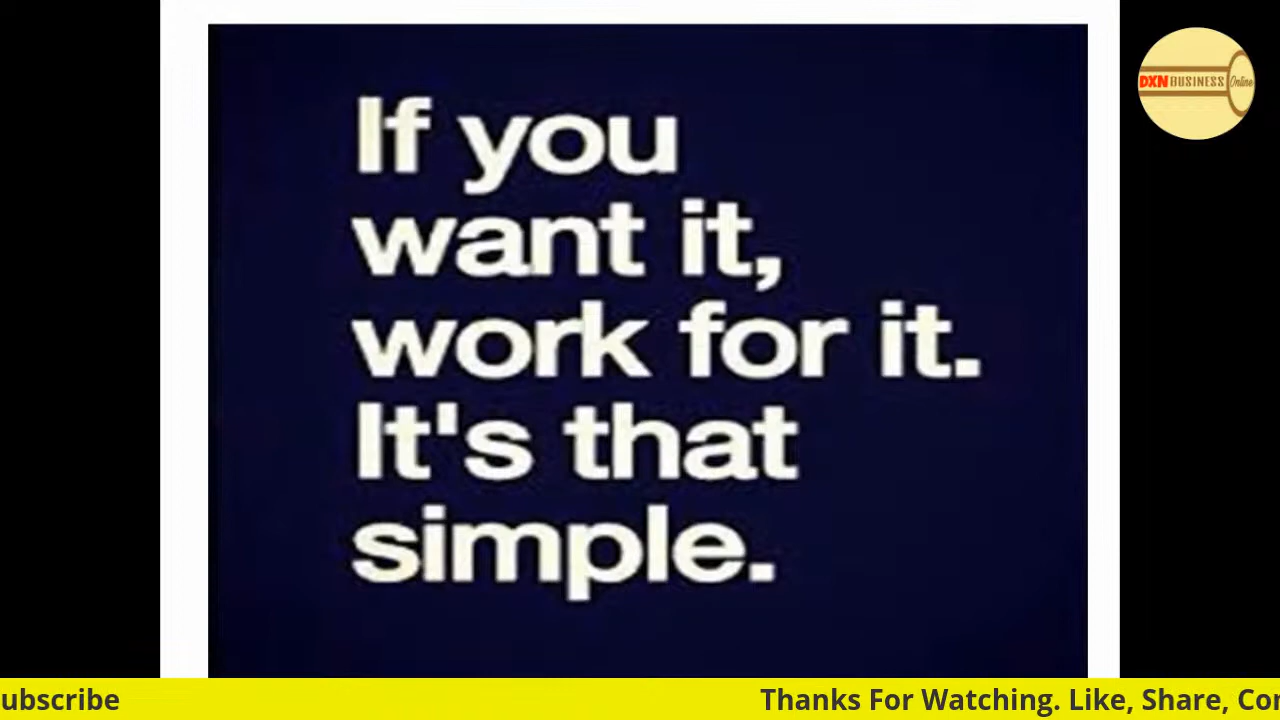 If you
want it,
work for it.
It's that
simple.
DXN BUSINESS Online
ubscribe
Thanks For Watching. Like, Share, Co